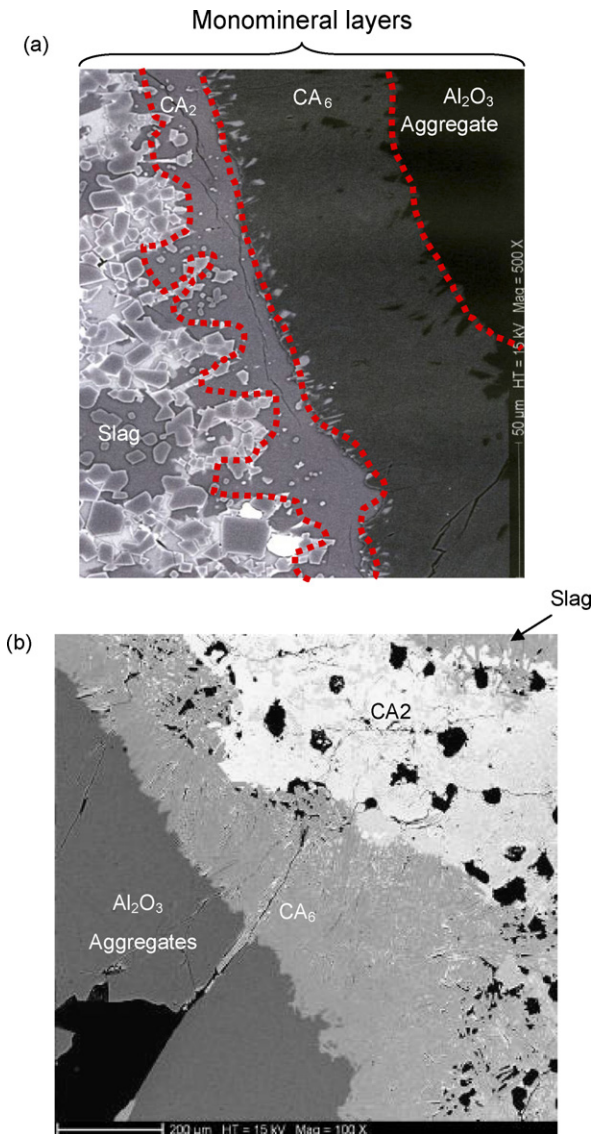 Monomineral layers
(a)
CA₂
CA₆
Al₂O₃
Aggregate
Slag
50 µm HT = 15 kV Mag = 500 X
Slag
(b)
CA2
Al₂O₃
Aggregates
CA₆
200 µm HT = 15 kV Mag = 100 X